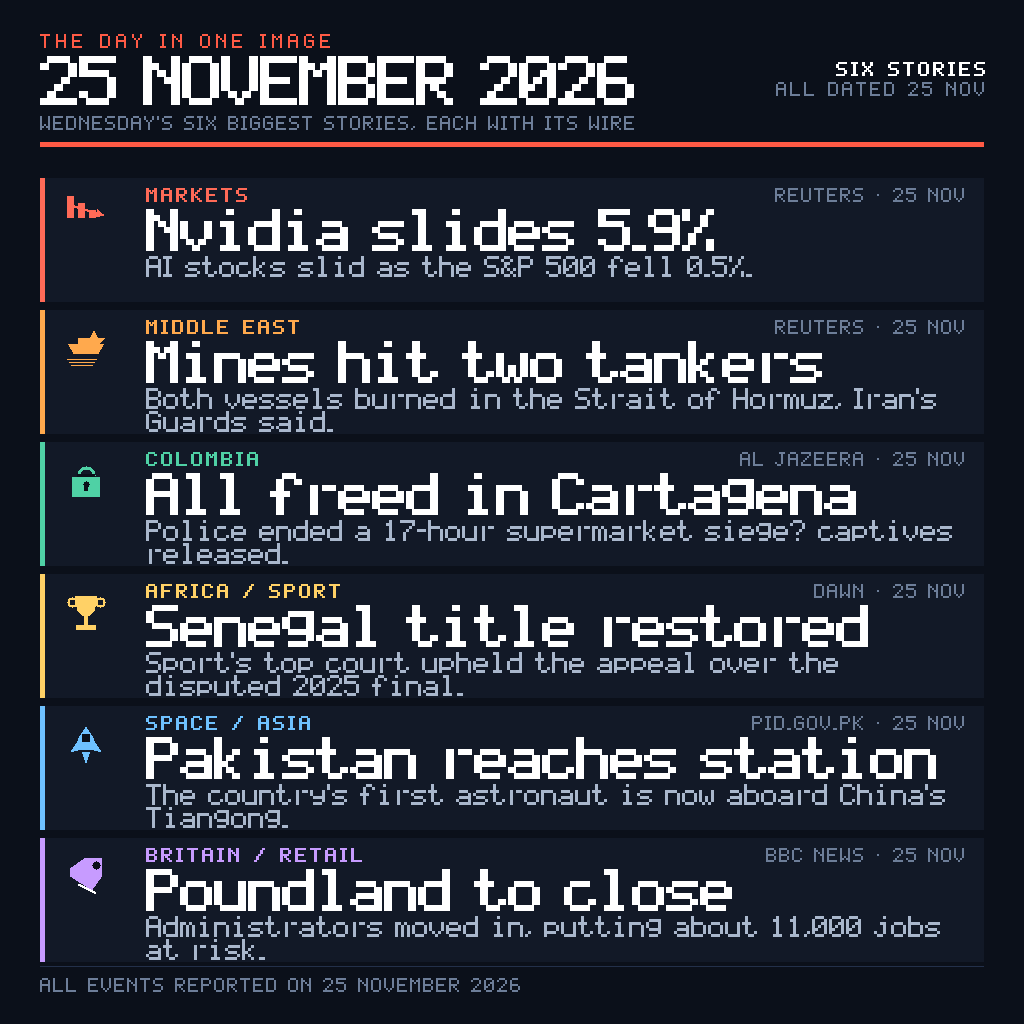 THE DAY IN ONE IMAGE
25 NOVEMBER 2026
WEDNESDAY'S SIX BIGGEST STORIES, EACH WITH ITS WIRE
SIX STORIES
ALL DATED 25 NOV
MARKETS
REUTERS · 25 NOV
Nvidia slides 5.9%
AI stocks slid as the S&P 500 fell 0.5%.
MIDDLE EAST
REUTERS · 25 NOV
Mines hit two tankers
Both vessels burned in the Strait of Hormuz, Iran's
Guards said.
COLOMBIA
AL JAZEERA · 25 NOV
All freed in Cartagena
Police ended a 17-hour supermarket siege? captives
released.
AFRICA / SPORT
DAWN · 25 NOV
Senegal title restored
Sport's top court upheld the appeal over the
disputed 2025 final.
SPACE / ASIA
PID.GOV.PK · 25 NOV
Pakistan reaches station
The country's first astronaut is now aboard China's
Tiangong.
BRITAIN / RETAIL
BBC NEWS · 25 NOV
Poundland to close
Administrators moved in, putting about 11,000 jobs
at risk.
ALL EVENTS REPORTED ON 25 NOVEMBER 2026